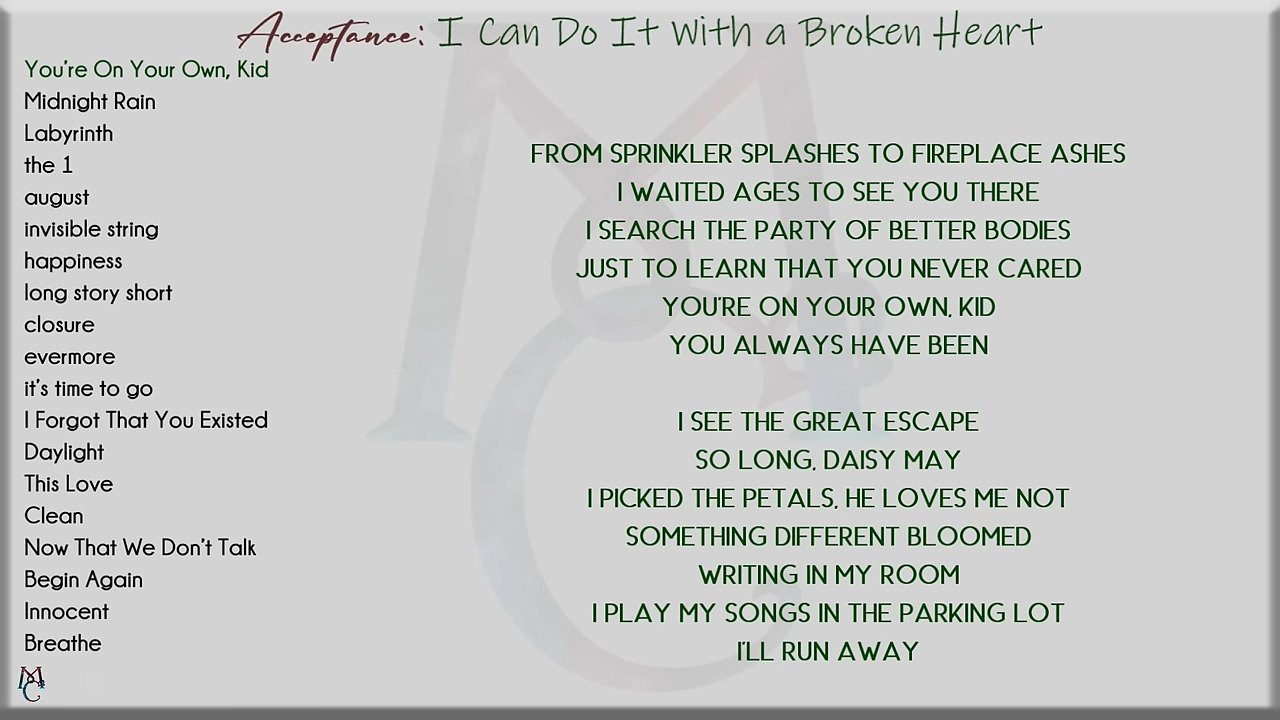 Acceptance: I Can Do It With a Broken Heart
You're On Your Own, Kid
Midnight Rain
Labyrinth
the 1
august
invisible string
happiness
long story short
closure
evermore
it's time to go
I Forgot That You Existed
Daylight
This Love
Clean
Now That We Don't Talk
Begin Again
Innocent
Breathe
FROM SPRINKLER SPLASHES TO FIREPLACE ASHES
I WAITED AGES TO SEE YOU THERE
I SEARCH THE PARTY OF BETTER BODIES
JUST TO LEARN THAT YOU NEVER CARED
YOU'RE ON YOUR OWN, KID
YOU ALWAYS HAVE BEEN
I SEE THE GREAT ESCAPE
SO LONG, DAISY MAY
I PICKED THE PETALS, HE LOVES ME NOT
SOMETHING DIFFERENT BLOOMED
WRITING IN MY ROOM
I PLAY MY SONGS IN THE PARKING LOT
I'LL RUN AWAY